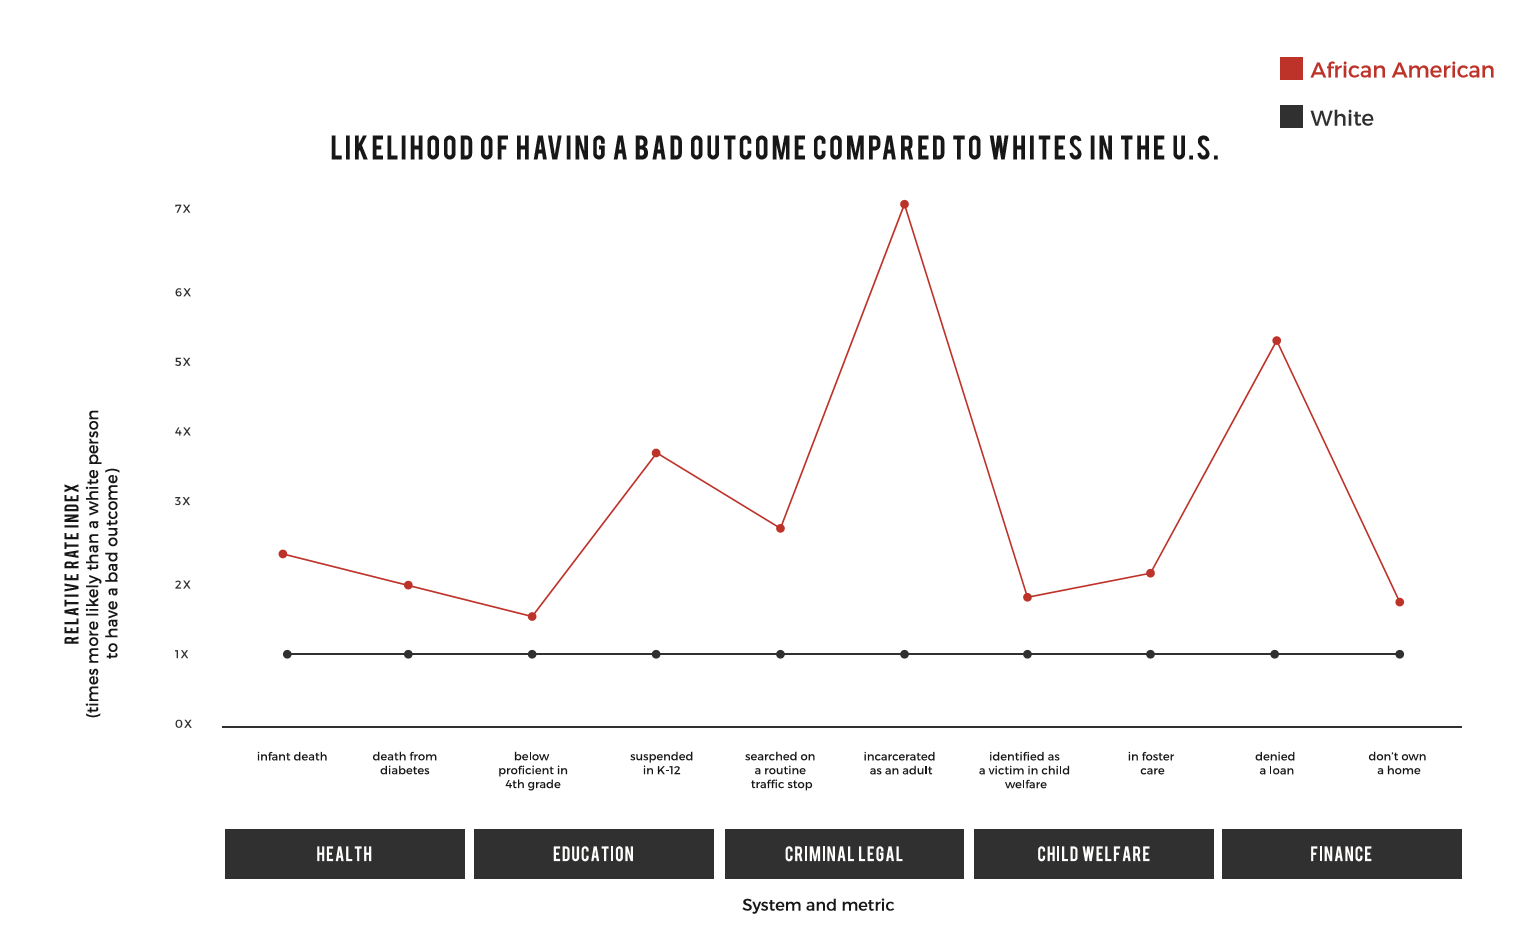 African American
White
LIKELIHOOD OF HAVING A BAD OUTCOME COMPARED TO WHITES IN THE U.S.
RELATIVE RATE INDEX
(times more likely than a white person
to have a bad outcome)
7X
6X
5X
4X
3X
2X
1X
0X
infant death
death from
diabetes
below
proficient in
4th grade
suspended
in K-12
searched on
a routine
traffic stop
incarcerated
as an adult
identified as
a victim in child
welfare
in foster
care
denied
a loan
don't own
a home
HEALTH
EDUCATION
CRIMINAL LEGAL
CHILD WELFARE
FINANCE
System and metric